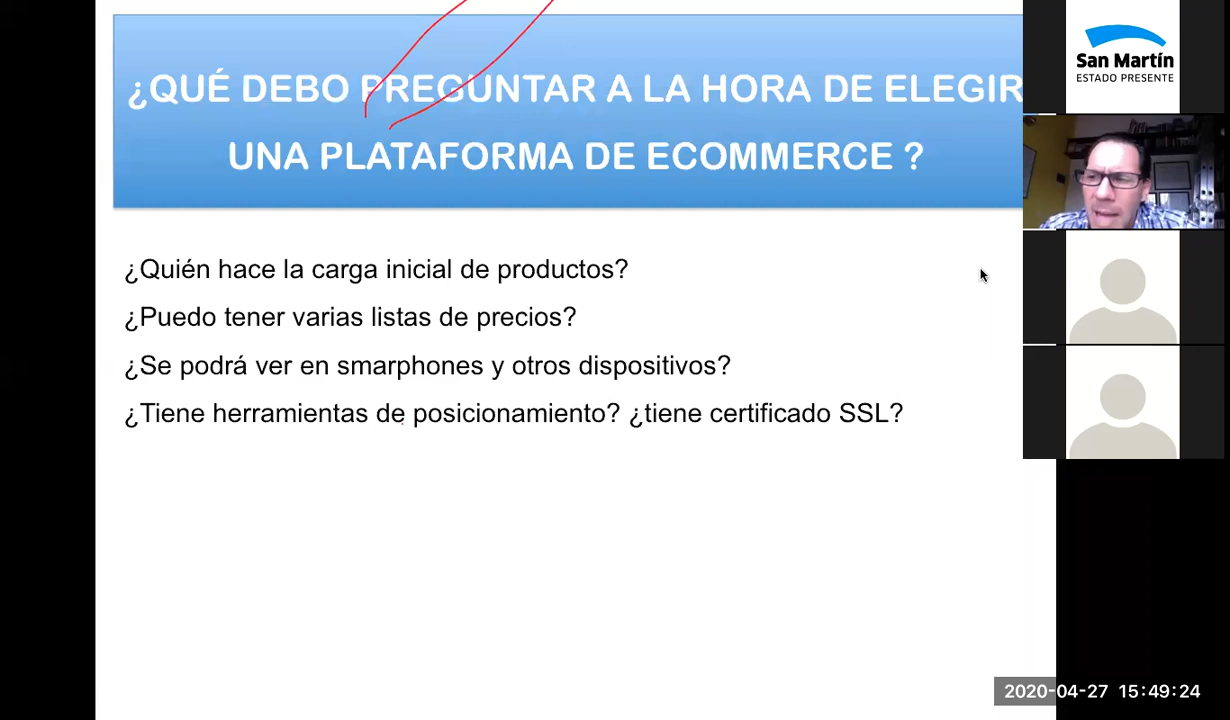 ¿QUÉ DEBO PREGUNTAR A LA HORA DE ELEGIR
UNA PLATAFORMA DE ECOMMERCE ?
¿Quién hace la carga inicial de productos?
¿Puedo tener varias listas de precios?
¿Se podrá ver en smarphones y otros dispositivos?
¿Tiene herramientas de posicionamiento? ¿tiene certificado SSL?
San Martín
ESTADO PRESENTE
2020-04-27 15:49:24